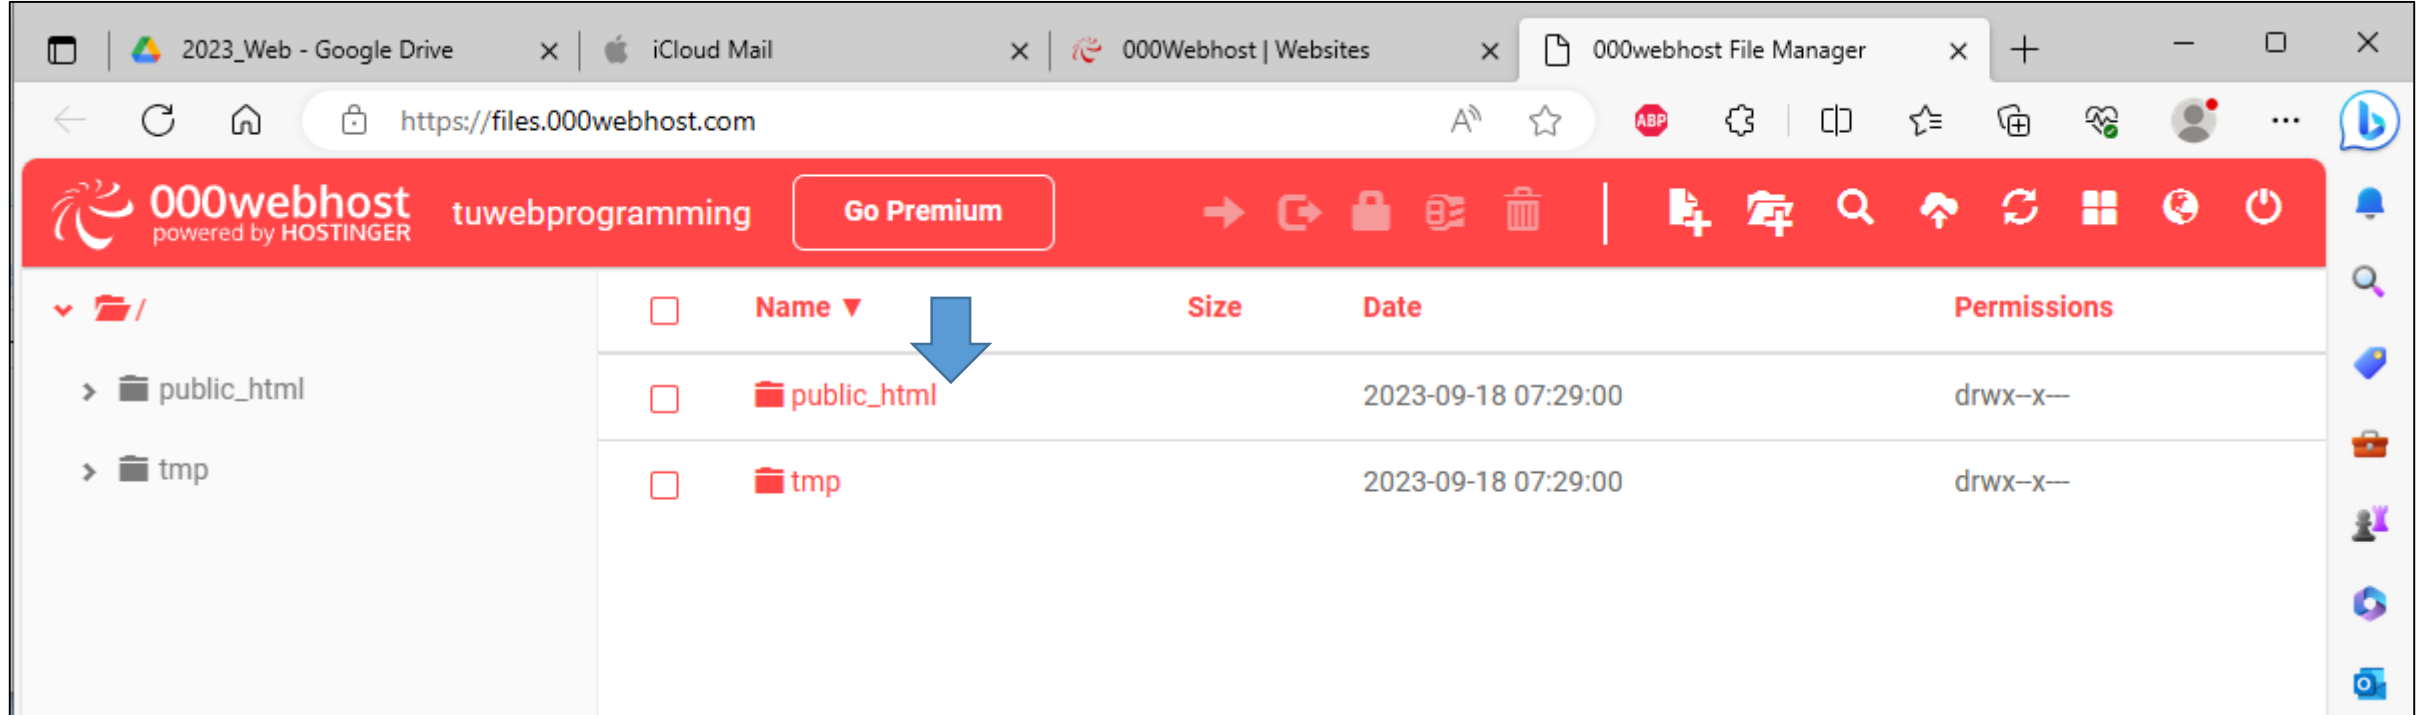 2023_Web - Google Drive
iCloud Mail
000Webhost | Websites
000webhost File Manager
https://files.000webhost.com
ABP
000webhost
powered by HOSTINGER
tuwebprogramming
Go Premium
/
public_html
tmp
Name ▼ Size Date Permissions
public_html 2023-09-18 07:29:00 drwx--x---
tmp 2023-09-18 07:29:00 drwx--x---